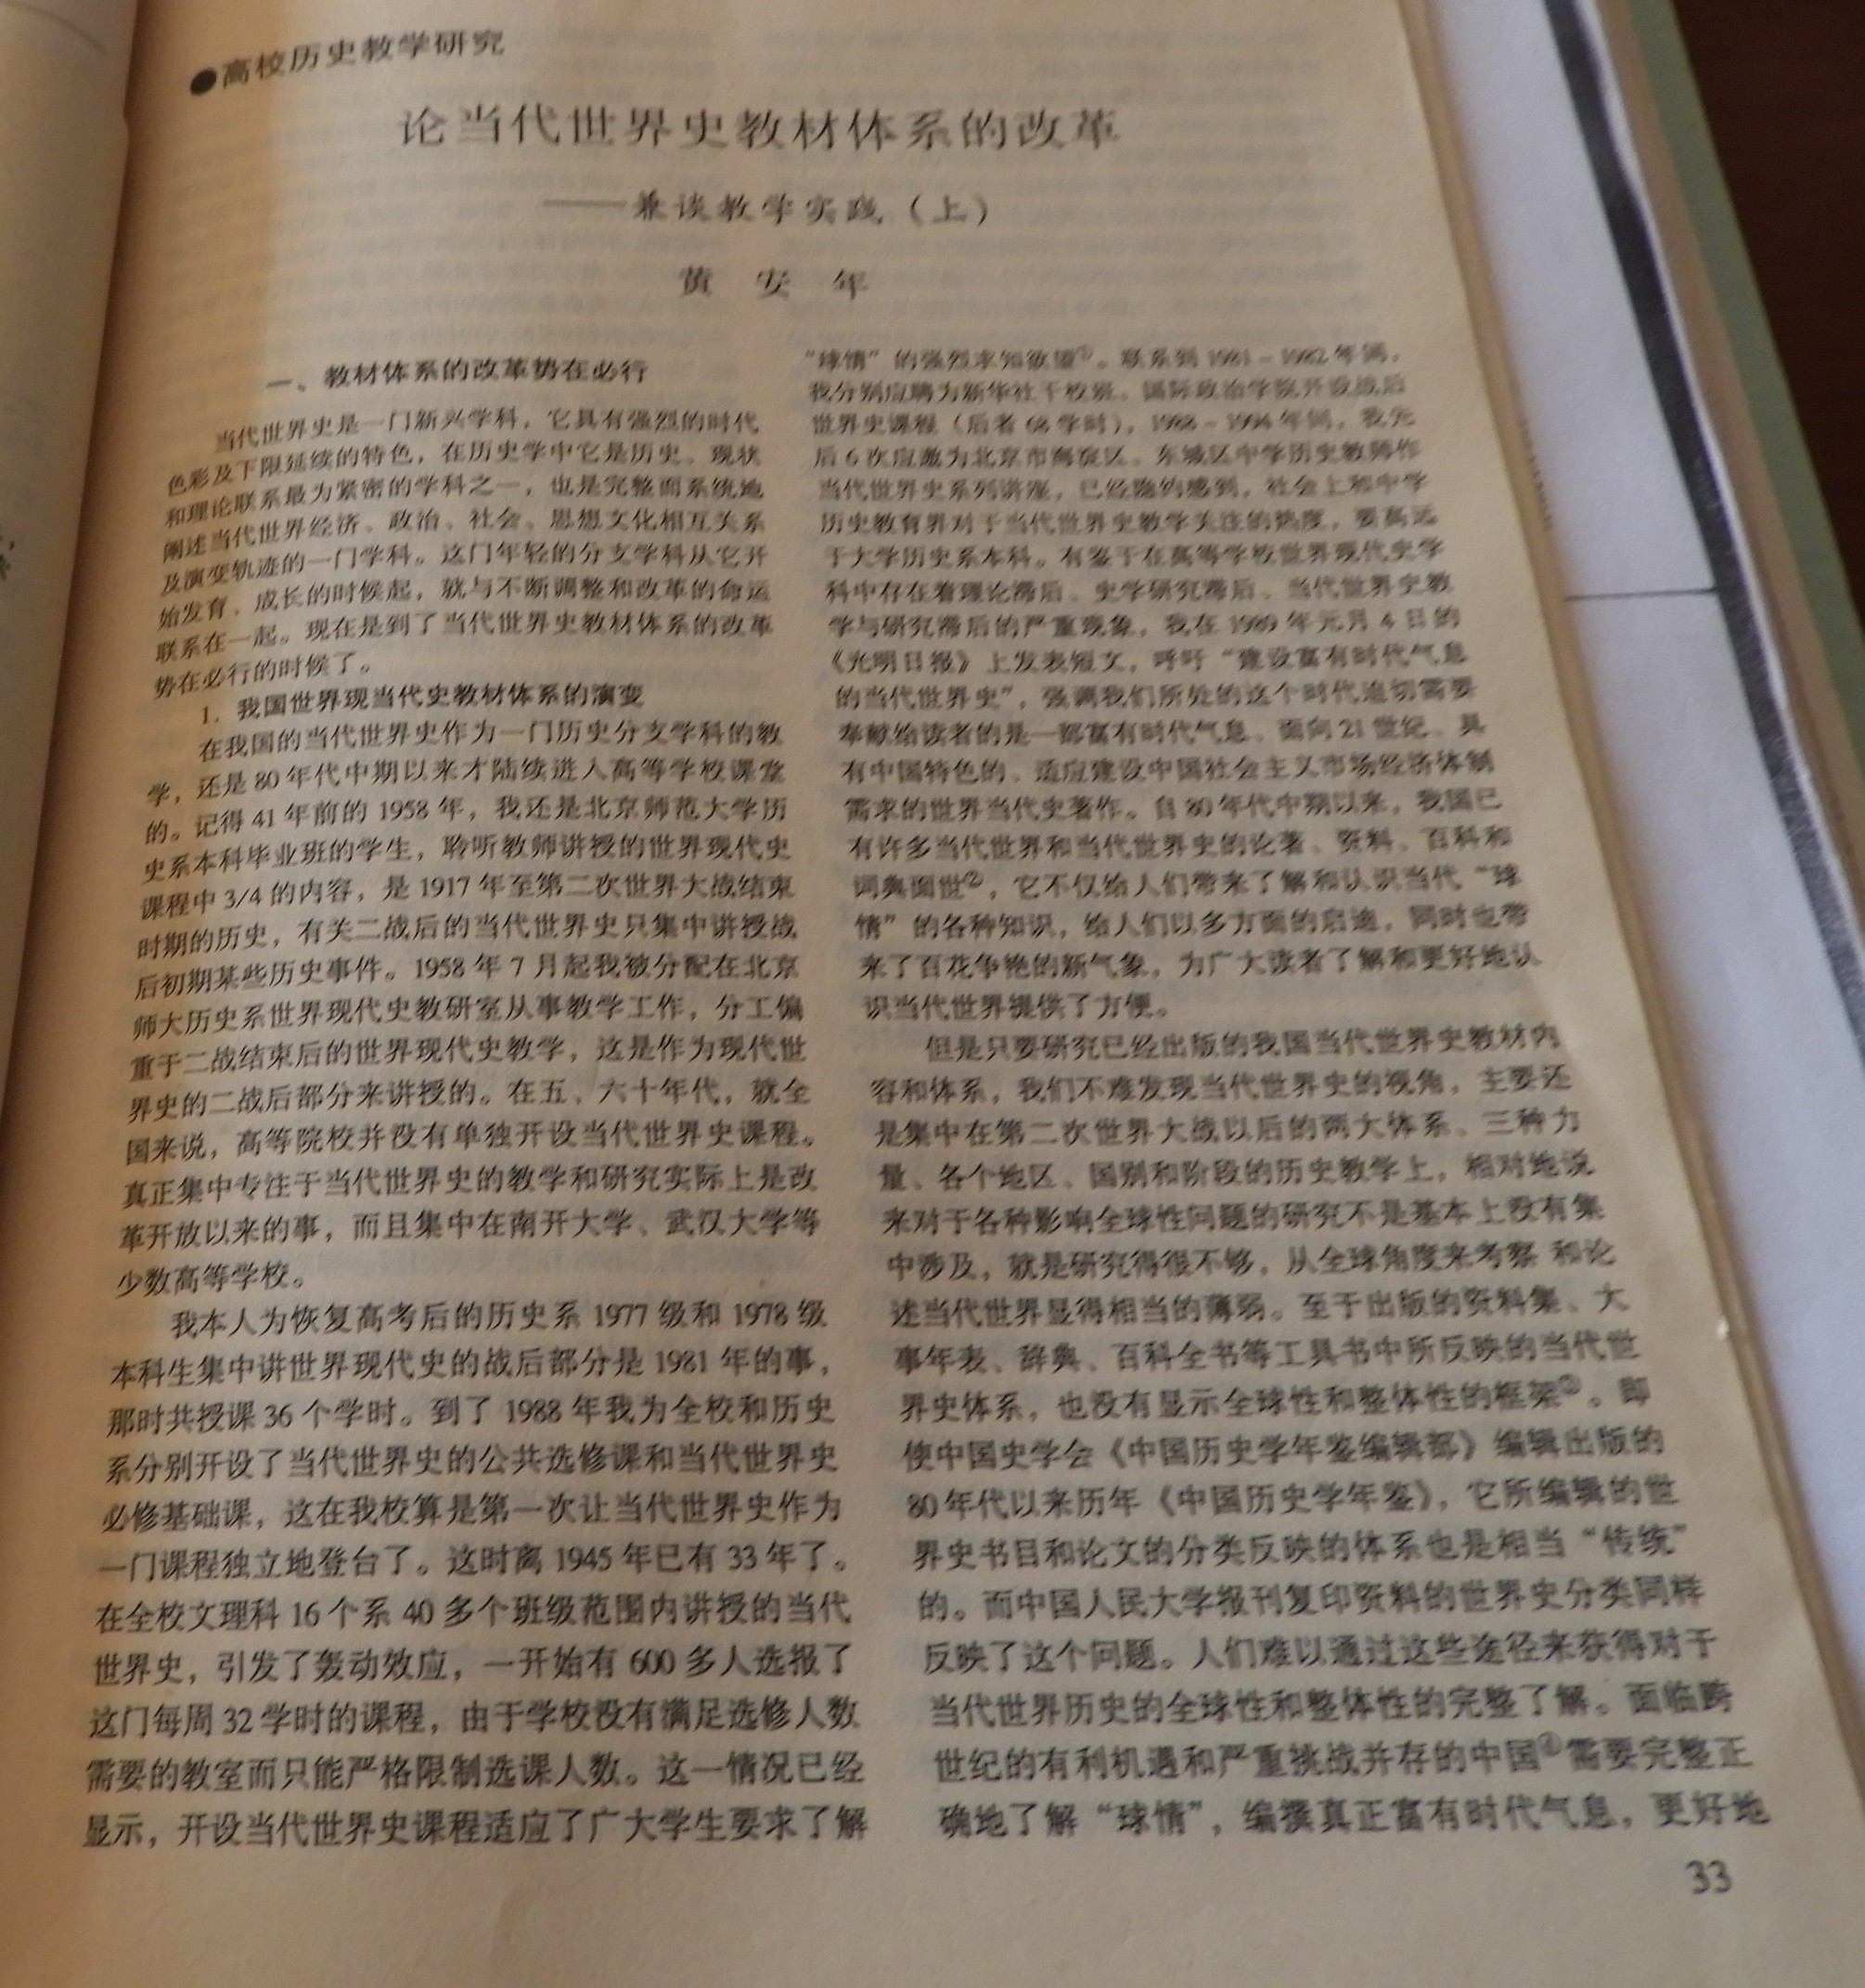 ●高校历史教学研究
论当代世界史教材体系的改革
——兼谈教学实践(上)
黄 安 年
一、教材体系的改革势在必行
当代世界史是一门新兴学科，它具有强烈的时代
色彩及下限延续的特色，在历史学中它是历史、现状
和理论联系最为紧密的学科之一，也是完整而系统地
阐述当代世界经济、政治、社会、思想文化相互关系
及演变轨迹的一门学科。这门年轻的分支学科从它开
始发育、成长的时候起，就与不断调整和改革的命运
联系在一起。现在是到了当代世界史教材体系的改革
势在必行的时候了。
1. 我国世界现当代史教材体系的演变
在我国的当代世界史作为一门历史分支学科的教
学，还是80年代中期以来才陆续进入高等学校课堂
的。记得41年前的1958年，我还是北京师范大学历
史系本科毕业班的学生，聆听教师讲授的世界现代史
课程中3/4的内容，是1917年至第二次世界大战结束
时期的历史，有关二战后的当代世界史只集中讲授战
后初期某些历史事件。1958年7月起我被分配在北京
师大历史系世界现代史教研室从事教学工作，分工偏
重于二战结束后的世界现代史教学，这是作为现代世
界史的二战后部分来讲授的。在五、六十年代，就全
国来说，高等院校并没有单独开设当代世界史课程。
真正集中专注于当代世界史的教学和研究实际上是改
革开放以来的事，而且集中在南开大学、武汉大学等
少数高等学校。
我本人为恢复高考后的历史系1977级和1978级
本科生集中讲世界现代史的战后部分是1981年的事，
那时共授课36个学时。到了1988年我为全校和历史
系分别开设了当代世界史的公共选修课和当代世界史
必修基础课，这在我校算是第一次让当代世界史作为
一门课程独立地登台了。这时离1945年已有33年了。
在全校文理科16个系40多个班级范围内讲授的当代
世界史，引发了轰动效应，一开始有600多人选报了
这门每周32学时的课程，由于学校没有满足选修人数
需要的教室而只能严格限制选课人数。这一情况已经
显示，开设当代世界史课程适应了广大学生要求了解
“球情”的强烈求知欲望①。联系到1981－1982年间，
我分别应聘为新华社干校班、国际政治学院开设战后
世界史课程（后者68学时），1988－1994年间，我先
后6次应邀为北京市海淀区、东城区中学历史教师作
当代世界史系列讲座，已经隐约感到，社会上和中学
历史教育界对于当代世界史教学关注的热度，要高过
于大学历史系本科。有鉴于在高等学校世界现代史学
科中存在着理论滞后、史学研究滞后、当代世界史教
学与研究滞后的严重现象，我在1989年元月4日的
《光明日报》上发表短文，呼吁“建设富有时代气息
的当代世界史”，强调我们所处的这个时代迫切需要
奉献给读者的是一部富有时代气息、面向21世纪、具
有中国特色的、适应建设中国社会主义市场经济体制
需求的世界当代史著作。自80年代中期以来，我国已
有许多当代世界和当代世界史的论著、资料、百科和
词典面世②，它不仅给人们带来了解和认识当代“球
情”的各种知识，给人们以多方面的启迪，同时也带
来了百花争艳的新气象，为广大读者了解和更好地认
识当代世界提供了方便。
但是只要研究已经出版的我国当代世界史教材内
容和体系，我们不难发现当代世界史的视角，主要还
是集中在第二次世界大战以后的两大体系、三种力
量、各个地区、国别和阶段的历史教学上，相对地说
来对于各种影响全球性问题的研究不是基本上没有集
中涉及，就是研究得很不够，从全球角度来考察 和论
述当代世界显得相当的薄弱。至于出版的资料集、大
事年表、辞典、百科全书等工具书中所反映的当代世
界史体系，也没有显示全球性和整体性的框架③。即
使中国史学会《中国历史学年鉴编辑部》编辑出版的
80年代以来历年《中国历史学年鉴》，它所编辑的世
界史书目和论文的分类反映的体系也是相当“传统”
的。而中国人民大学报刊复印资料的世界史分类同样
反映了这个问题。人们难以通过这些途径来获得对于
当代世界历史的全球性和整体性的完整了解。面临跨
世纪的有利机遇和严重挑战并存的中国④需要完整正
确地了解“球情”，编撰真正富有时代气息，更好地
33